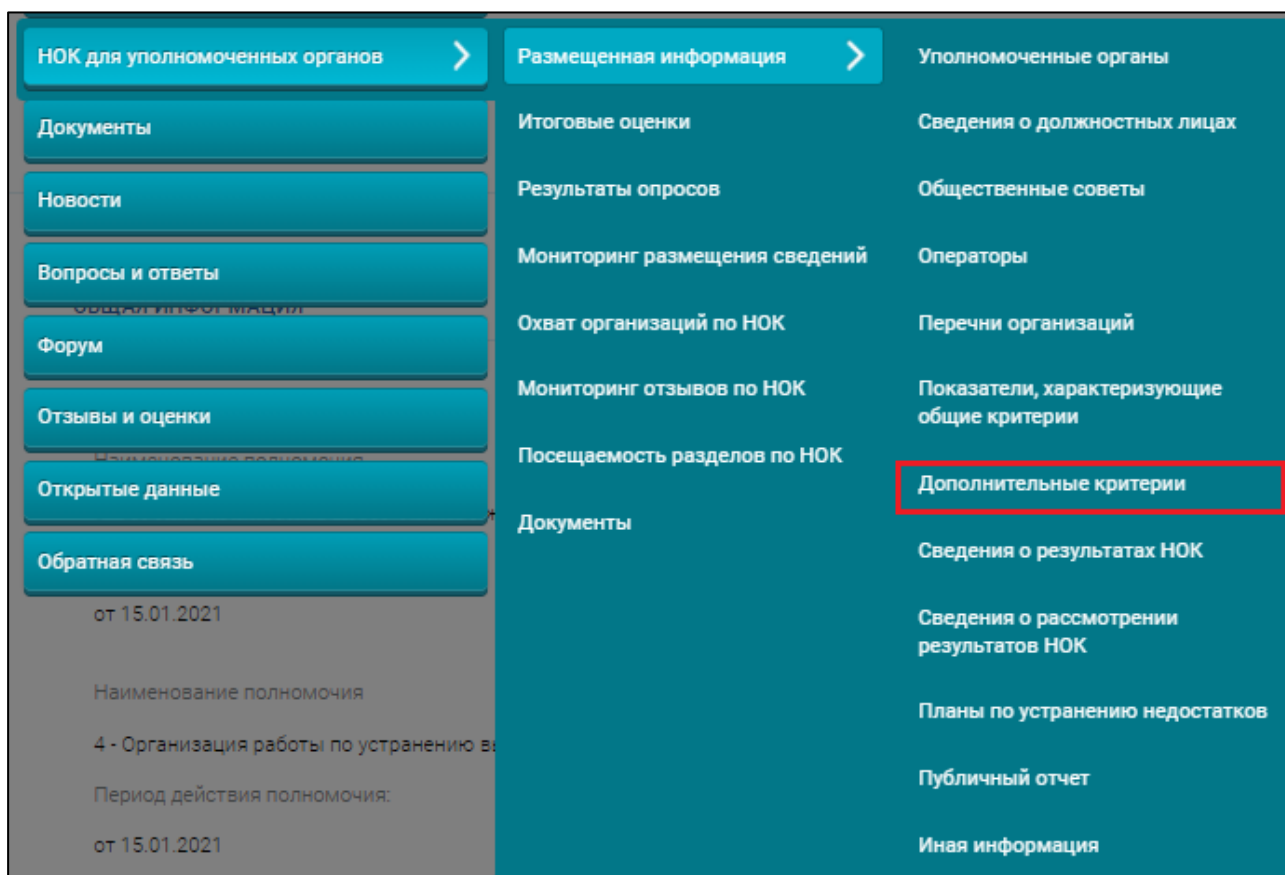 НОК для уполномоченных органов
Документы
Новости
Вопросы и ответы
ОБЩАЯ ИНФОРМАЦИЯ
Форум
Отзывы и оценки
Наименование полномочия
Открытые данные
Обратная связь
от 15.01.2021
Наименование полномочия
4 - Организация работы по устранению
Период действия полномочия:
от 15.01.2021
Размещенная информация
Итоговые оценки
Результаты опросов
Мониторинг размещения сведений
Охват организаций по НОК
Мониторинг отзывов по НОК
Посещаемость разделов по НОК
Документы
Уполномоченные органы
Сведения о должностных лицах
Общественные советы
Операторы
Перечни организаций
Показатели, характеризующие
общие критерии
Дополнительные критерии
Сведения о результатах НОК
Сведения о рассмотрении
результатов НОК
Планы по устранению недостатков
Публичный отчет
Иная информация